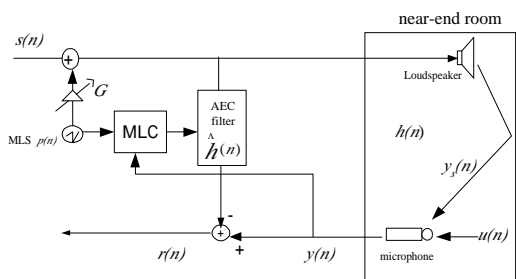 near-end room
s(n)
+
Loudspeaker
G
AEC
filter
^
h(n)
MLS p(n)
MLC
h(n)
y_s(n)
-
+
+
u(n)
r(n)
y(n)
microphone